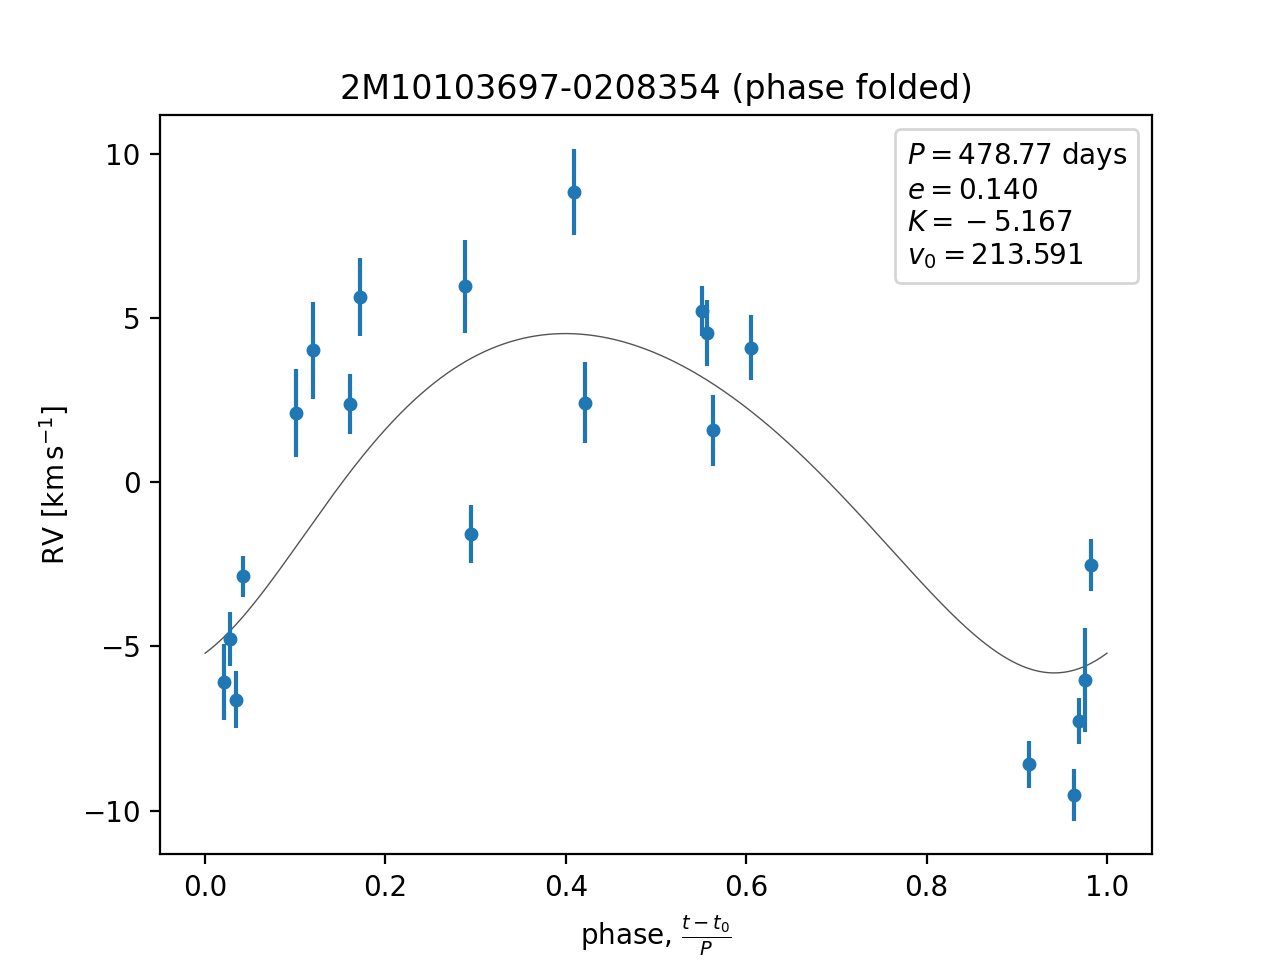 2M10103697-0208354 (phase folded)
P = 478.77 days
e = 0.140
K = −5.167
v₀ = 213.591
10
5
0
−5
−10
RV [km s⁻¹]
0.0 0.2 0.4 0.6 0.8 1.0
phase, (t − t₀)/P